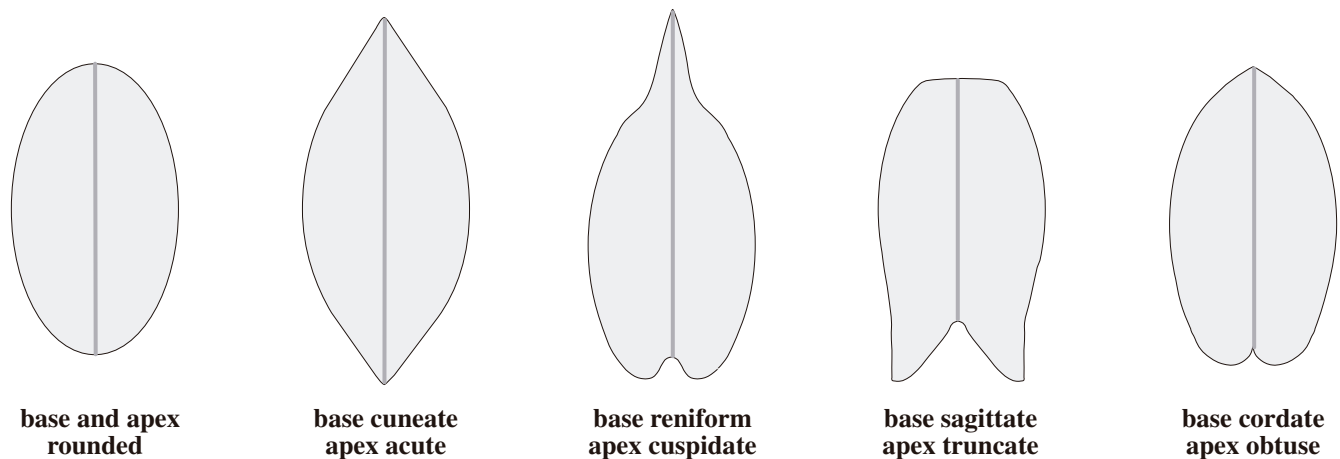 base and apex
rounded
base cuneate
apex acute
base reniform
apex cuspidate
base sagittate
apex truncate
base cordate
apex obtuse